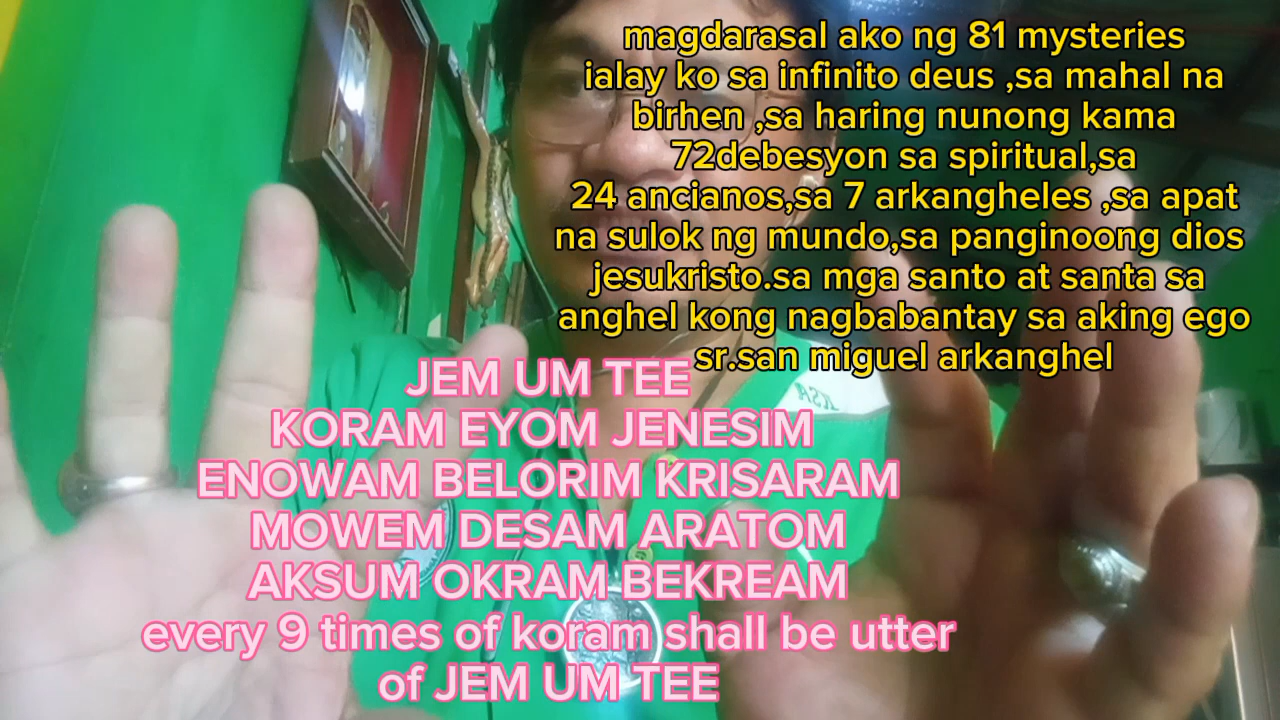 magdarasal ako ng 81 mysteries
ialay ko sa infinito deus ,sa mahal na
birhen ,sa haring nunong kama
72debesyon sa spiritual,sa
24 ancianos,sa 7 arkangheles ,sa apat
na sulok ng mundo,sa panginoong dios
jesukristo.sa mga santo at santa sa
anghel kong nagbabantay sa aking ego
sr.san miguel arkanghel
JEM UM TEE
KORAM EYOM JENESIM
ENOWAM BELORIM KRISARAM
MOWEM DESAM ARATOM
AKSUM OKRAM BEKREAM
every 9 times of koram shall be utter
of JEM UM TEE